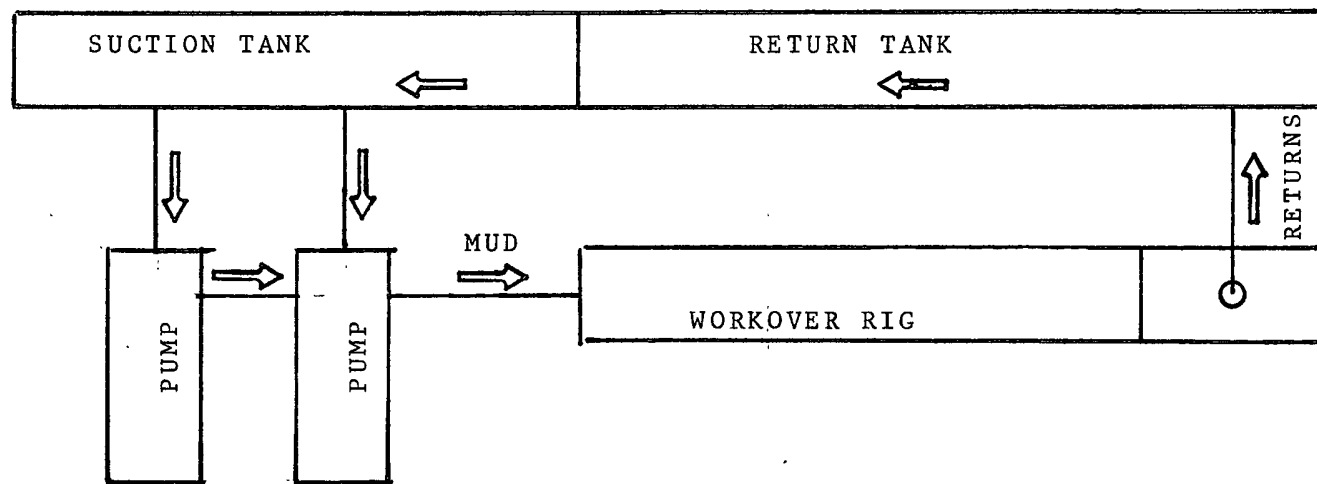 SUCTION TANK
RETURN TANK
RETURNS
MUD
PUMP
PUMP
WORKOVER RIG